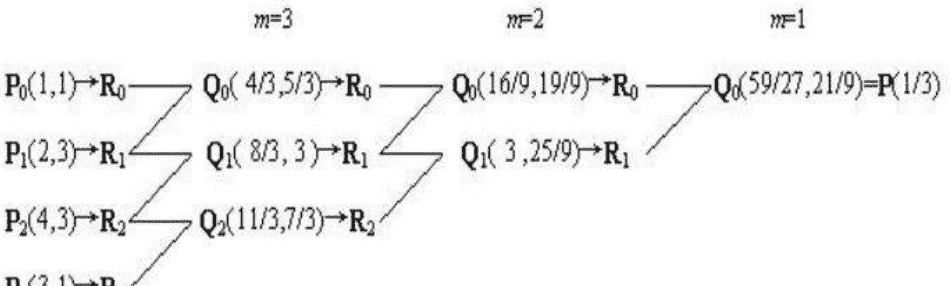 m=3 m=2 m=1
P₀(1,1)→R₀ Q₀( 4/3,5/3)→R₀ Q₀(16/9,19/9)→R₀ Q₀(59/27,21/9)=P(1/3)
P₁(2,3)→R₁ Q₁( 8/3, 3 )→R₁ Q₁( 3 ,25/9)→R₁
P₂(4,3)→R₂ Q₂(11/3,7/3)→R₂